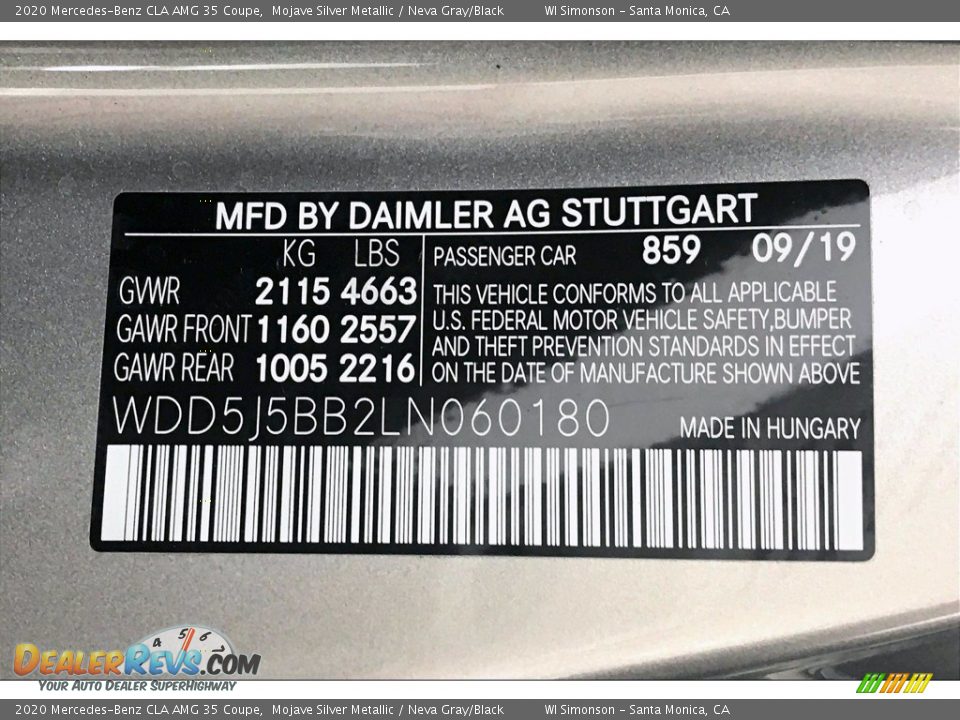 2020 Mercedes-Benz CLA AMG 35 Coupe, Mojave Silver Metallic / Neva Gray/Black WI Simonson - Santa Monica, CA
MFD BY DAIMLER AG STUTTGART
KG LBS
GVWR 2115 4663
GAWR FRONT 1160 2557
GAWR REAR 1005 2216
PASSENGER CAR 859 09/19
THIS VEHICLE CONFORMS TO ALL APPLICABLE
U.S. FEDERAL MOTOR VEHICLE SAFETY,BUMPER
AND THEFT PREVENTION STANDARDS IN EFFECT
ON THE DATE OF MANUFACTURE SHOWN ABOVE
WDD5J5BB2LN060180
MADE IN HUNGARY
4 5 6 7
DEALERREVS.COM
YOUR AUTO DEALER SUPERHIGHWAY
2020 Mercedes-Benz CLA AMG 35 Coupe, Mojave Silver Metallic / Neva Gray/Black WI Simonson - Santa Monica, CA